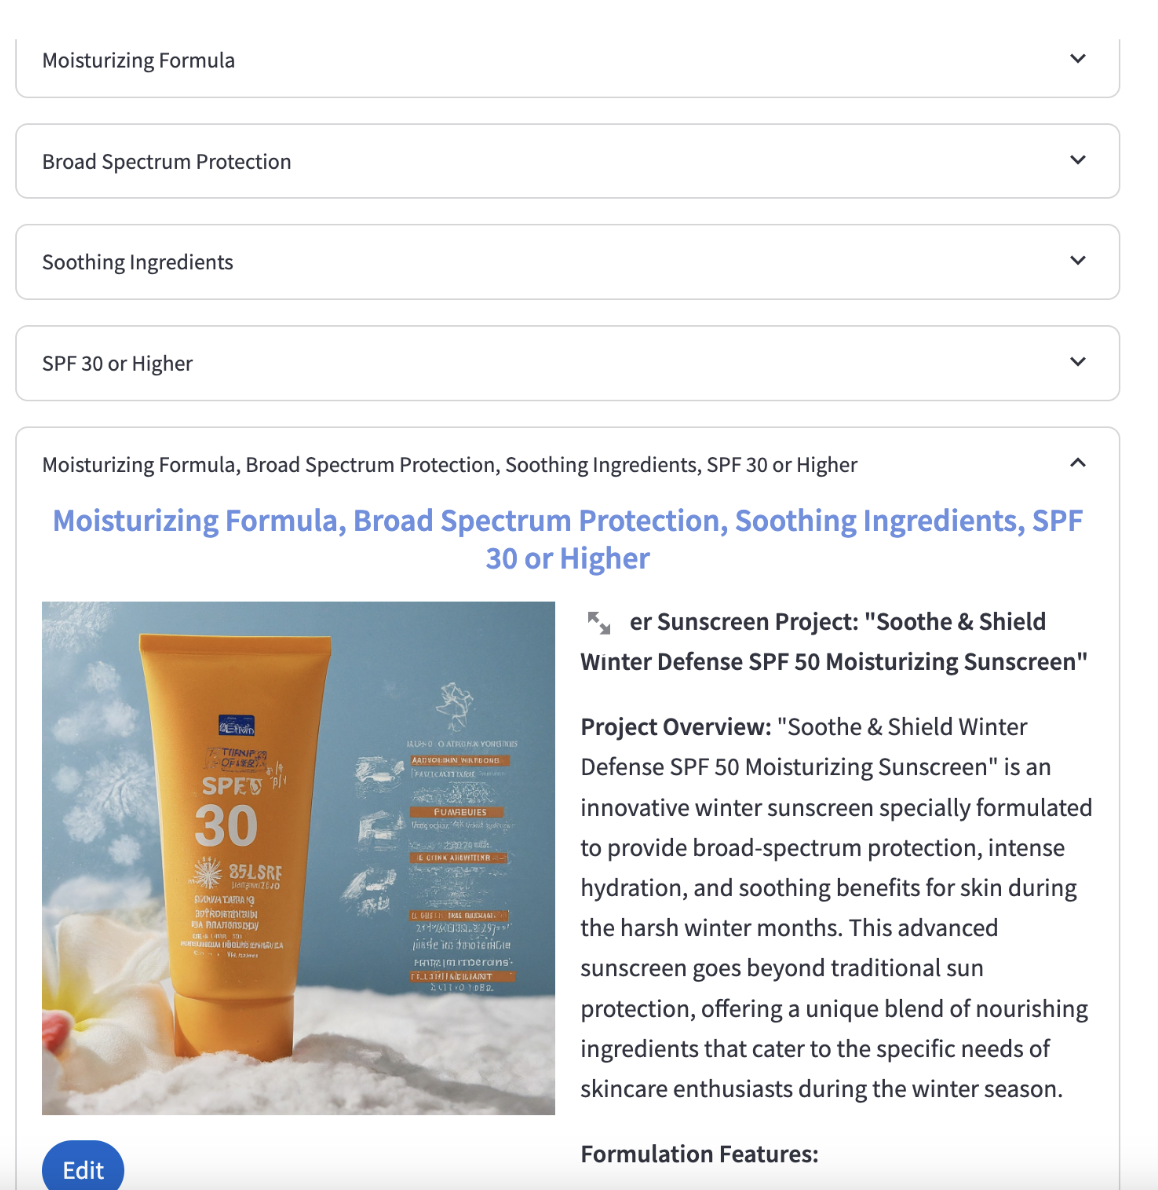 Moisturizing Formula
Broad Spectrum Protection
Soothing Ingredients
SPF 30 or Higher
Moisturizing Formula, Broad Spectrum Protection, Soothing Ingredients, SPF 30 or Higher
Moisturizing Formula, Broad Spectrum Protection, Soothing Ingredients, SPF
30 or Higher
er Sunscreen Project: "Soothe & Shield
Winter Defense SPF 50 Moisturizing Sunscreen"
Project Overview: "Soothe & Shield Winter
Defense SPF 50 Moisturizing Sunscreen" is an
innovative winter sunscreen specially formulated
to provide broad-spectrum protection, intense
hydration, and soothing benefits for skin during
the harsh winter months. This advanced
sunscreen goes beyond traditional sun
protection, offering a unique blend of nourishing
ingredients that cater to the specific needs of
skincare enthusiasts during the winter season.
Formulation Features:
30
Edit